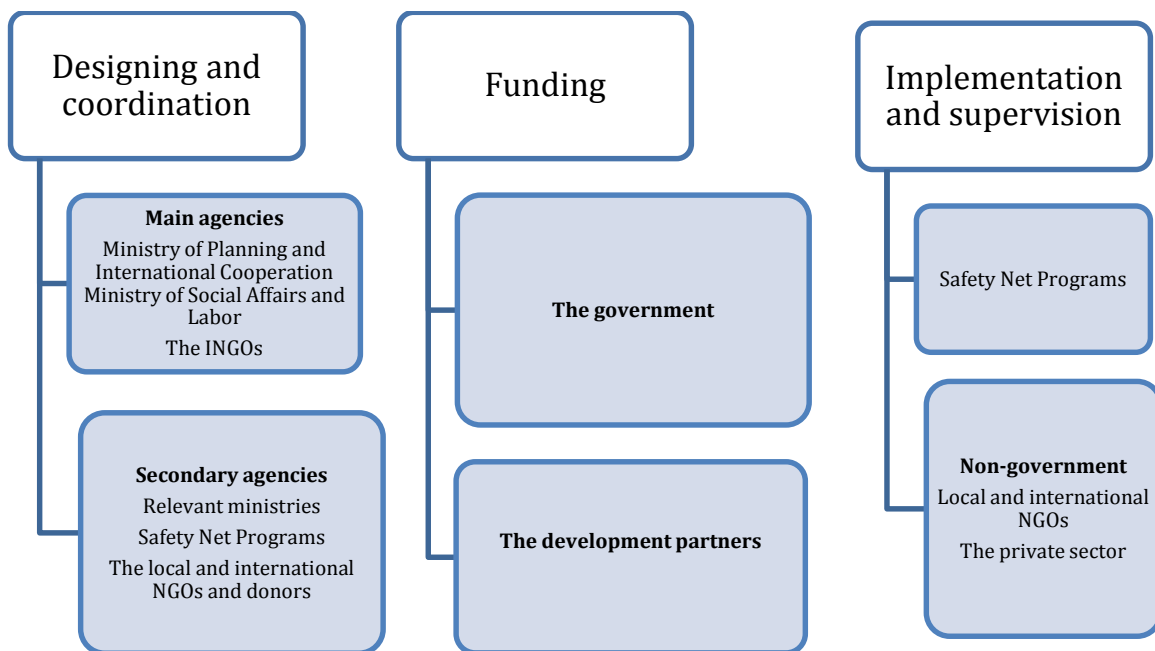 Designing and
coordination
Main agencies
Ministry of Planning and
International Cooperation
Ministry of Social Affairs and
Labor
The INGOs
Secondary agencies
Relevant ministries
Safety Net Programs
The local and international
NGOs and donors
Funding
The government
The development partners
Implementation
and supervision
Safety Net Programs
Non-government
Local and international
NGOs
The private sector